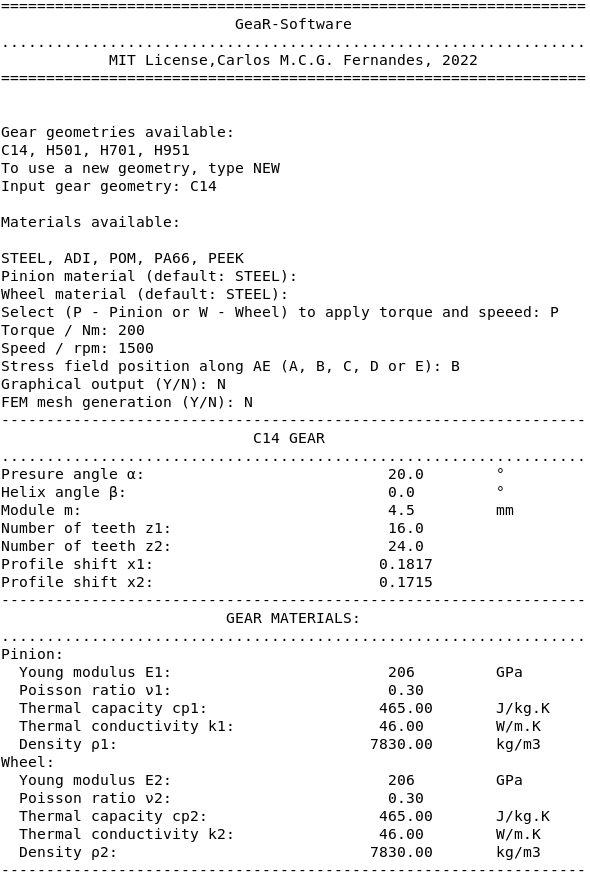 =================================================================
GeaR-Software
.................................................................
MIT License,Carlos M.C.G. Fernandes, 2022
=================================================================
Gear geometries available:
C14, H501, H701, H951
To use a new geometry, type NEW
Input gear geometry: C14
Materials available:
STEEL, ADI, POM, PA66, PEEK
Pinion material (default: STEEL):
Wheel material (default: STEEL):
Select (P - Pinion or W - Wheel) to apply torque and speeed: P
Torque / Nm: 200
Speed / rpm: 1500
Stress field position along AE (A, B, C, D or E): B
Graphical output (Y/N): N
FEM mesh generation (Y/N): N
-----------------------------------------------------------------
C14 GEAR
.................................................................
Presure angle α: 20.0 °
Helix angle β: 0.0 °
Module m: 4.5 mm
Number of teeth z1: 16.0
Number of teeth z2: 24.0
Profile shift x1: 0.1817
Profile shift x2: 0.1715
-----------------------------------------------------------------
GEAR MATERIALS:
.................................................................
Pinion:
Young modulus E1: 206 GPa
Poisson ratio ν1: 0.30
Thermal capacity cp1: 465.00 J/kg.K
Thermal conductivity k1: 46.00 W/m.K
Density ρ1: 7830.00 kg/m3
Wheel:
Young modulus E2: 206 GPa
Poisson ratio ν2: 0.30
Thermal capacity cp2: 465.00 J/kg.K
Thermal conductivity k2: 46.00 W/m.K
Density ρ2: 7830.00 kg/m3
-----------------------------------------------------------------